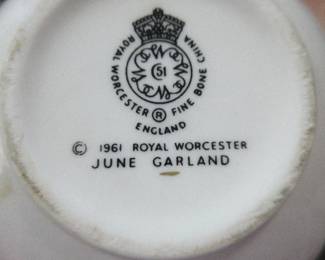 ROYAL WORCESTER ® FINE BONE CHINA
51
ENGLAND
© 1961 ROYAL WORCESTER
JUNE GARLAND